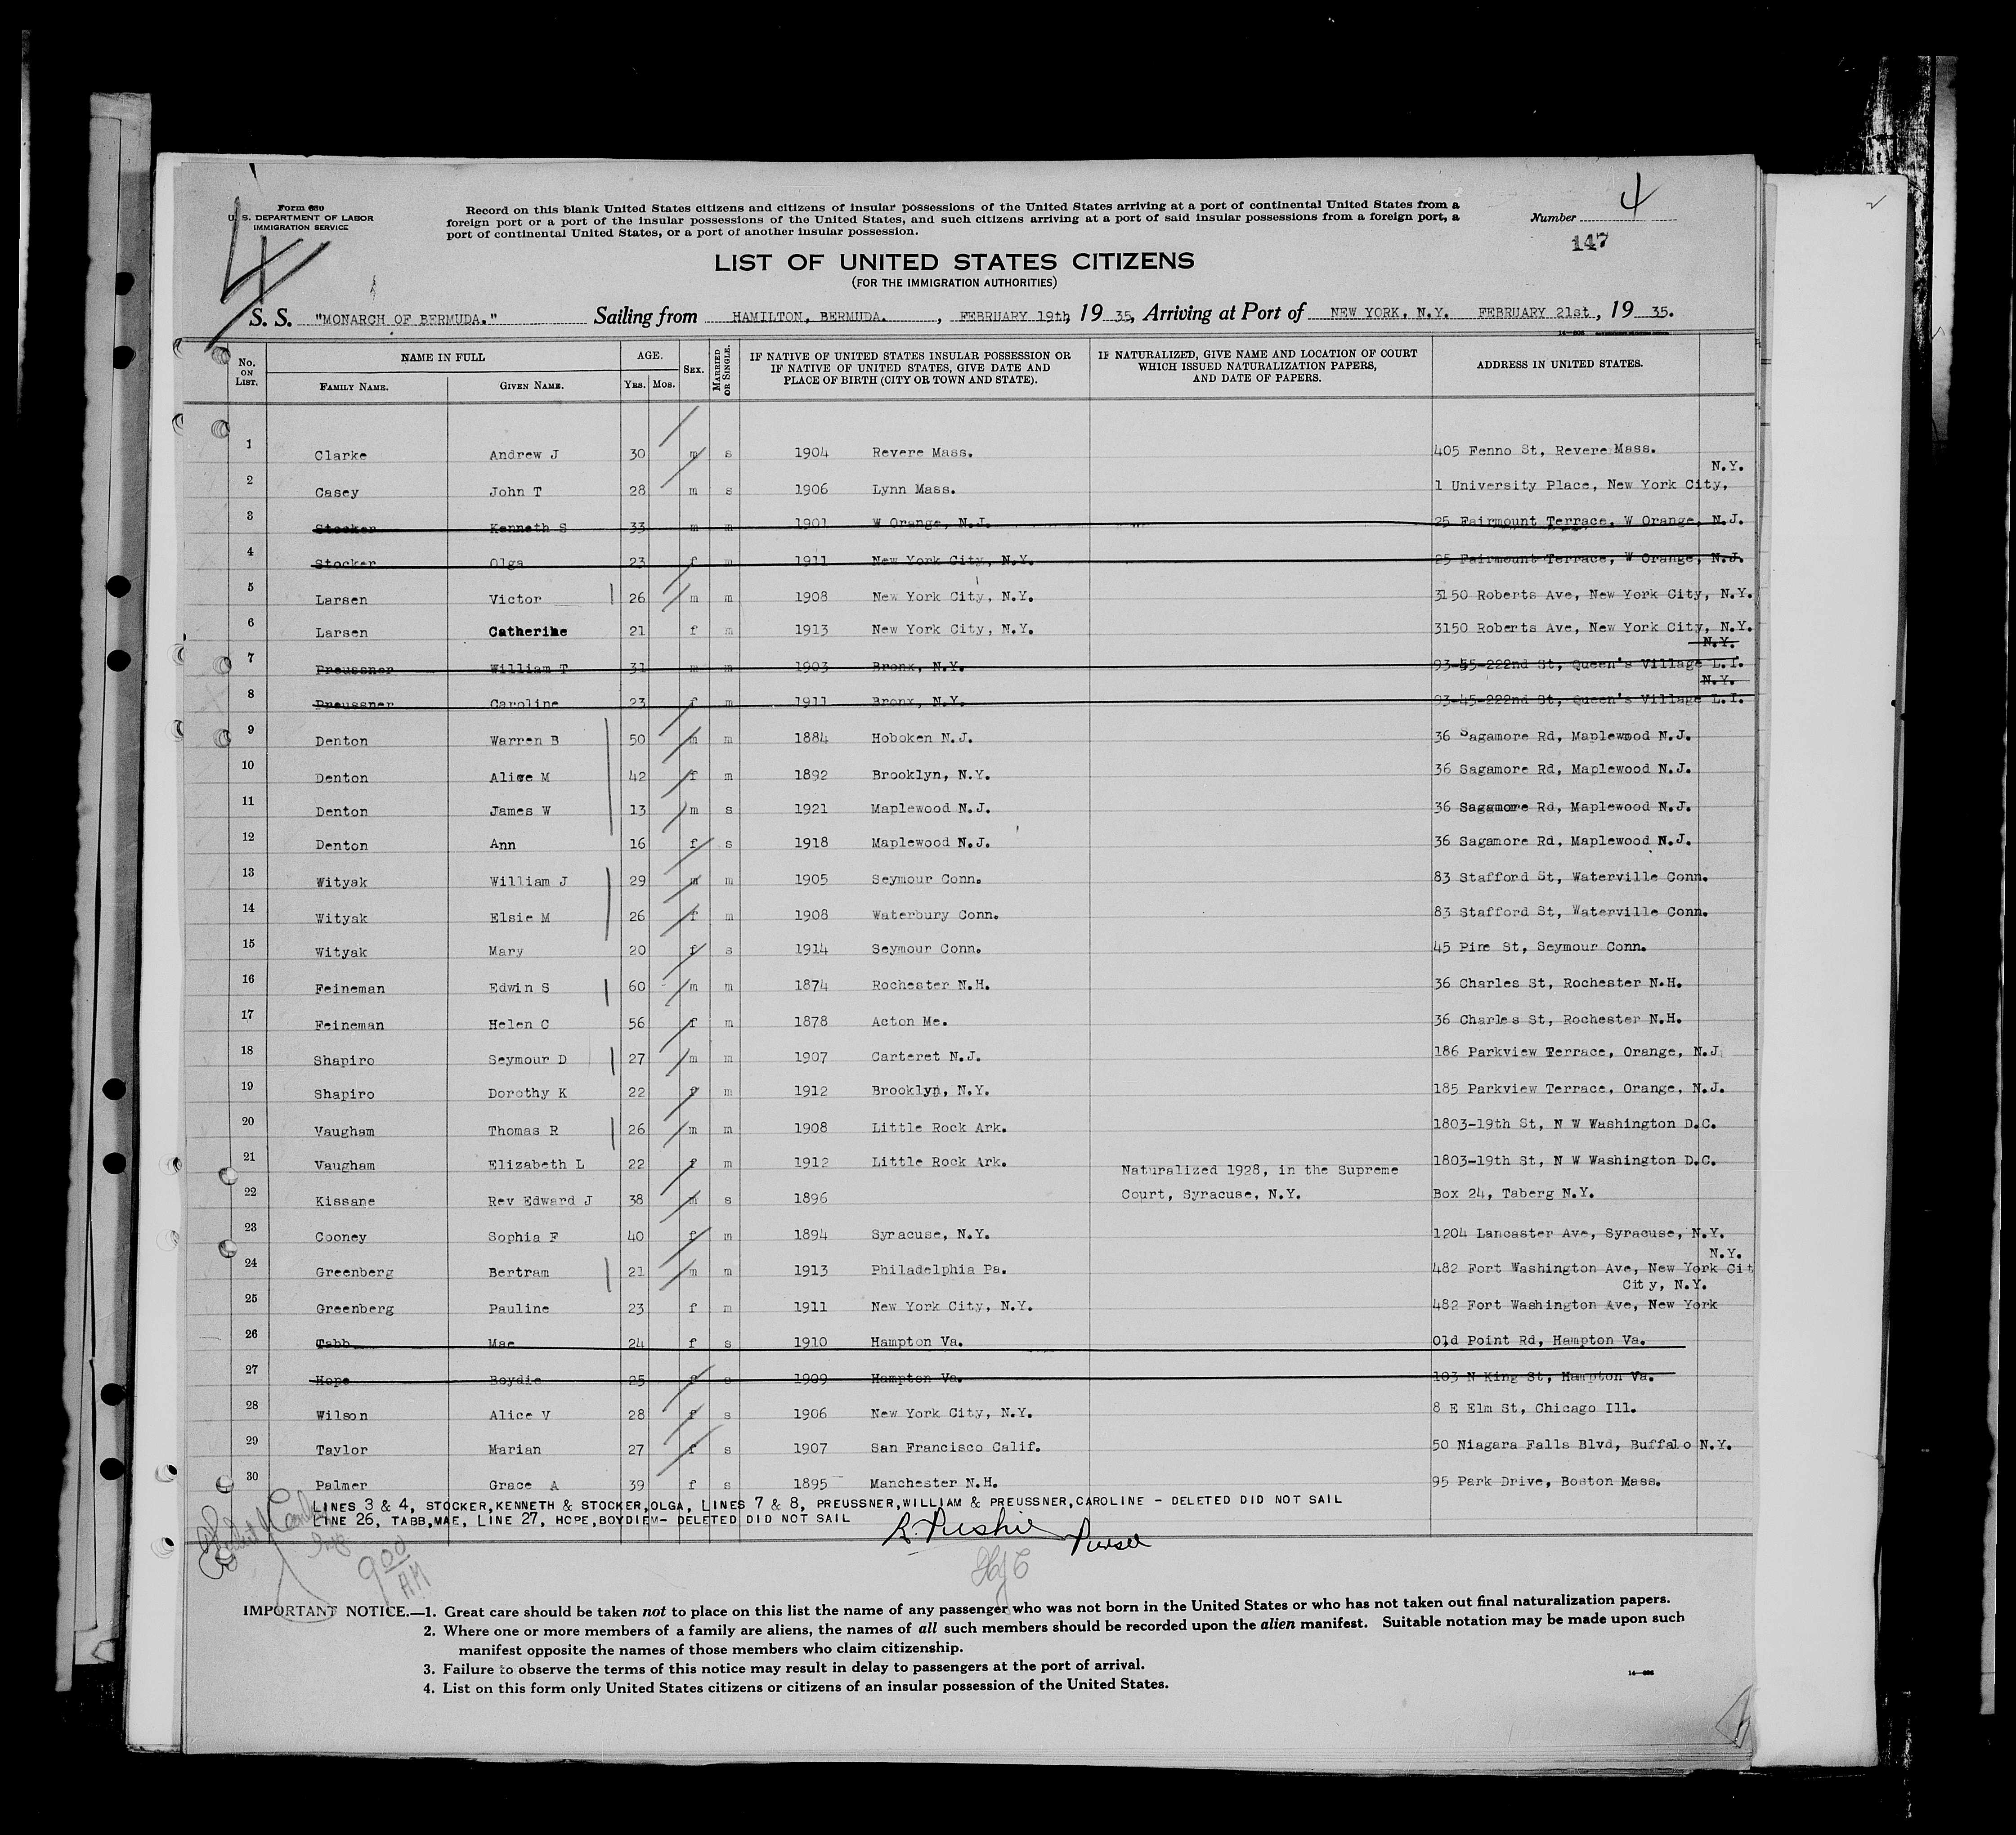 4
Form 630
U. S. DEPARTMENT OF LABOR
IMMIGRATION SERVICE
Record on this blank United States citizens and citizens of insular possessions of the United States arriving at a port of continental United States from a
foreign port or a port of the insular possessions of the United States, and such citizens arriving at a port of said insular possessions from a foreign port, a
port of continental United States, or a port of another insular possession.
Number 4
147
LIST OF UNITED STATES CITIZENS
(FOR THE IMMIGRATION AUTHORITIES)
S. S. "MONARCH OF BERMUDA." Sailing from HAMILTON, BERMUDA. , FEBRUARY 19th, 19 35, Arriving at Port of NEW YORK, N.Y. FEBRUARY 21st, 19 35.
No. ON LIST. NAME IN FULL FAMILY NAME. GIVEN NAME. AGE. YRS. MOS. SEX. MARRIED OR SINGLE. IF NATIVE OF UNITED STATES INSULAR POSSESSION OR IF NATIVE OF UNITED STATES, GIVE DATE AND PLACE OF BIRTH (CITY OR TOWN AND STATE). IF NATURALIZED, GIVE NAME AND LOCATION OF COURT WHICH ISSUED NATURALIZATION PAPERS, AND DATE OF PAPERS. ADDRESS IN UNITED STATES.
1 Clarke Andrew J 30 m s 1904 Revere Mass. 405 Fenno St, Revere Mass.
N.Y.
2 Casey John T 28 m s 1906 Lynn Mass. 1 University Place, New York City,
3 Stocker Kenneth S 33 m m 1901 W Orange, N.J. 25 Fairmount Terrace, W Orange, N.J.
4 Stocker Olga 23 f m 1911 New York City, N.Y. 25 Fairmount Terrace, W Orange, N.J.
5 Larsen Victor 26 m m 1908 New York City, N.Y. 3150 Roberts Ave, New York City, N.Y.
6 Larsen Catherine 21 f m 1913 New York City, N.Y. 3150 Roberts Ave, New York City, N.Y.
N.Y.
7 Preussner William T 31 m m 1903 Bronx, N.Y. 93-45-222nd St, Queen's Village L.I.
N.Y.
8 Preussner Caroline 23 f m 1911 Bronx, N.Y. 93-45-222nd St, Queen's Village L.I.
9 Denton Warren B 50 m m 1884 Hoboken N.J. 36 Sagamore Rd, Maplewood N.J.
10 Denton Alice M 42 f m 1892 Brooklyn, N.Y. 36 Sagamore Rd, Maplewood N.J.
11 Denton James W 13 m s 1921 Maplewood N.J. 36 Sagamore Rd, Maplewood N.J.
12 Denton Ann 16 f s 1918 Maplewood N.J. 36 Sagamore Rd, Maplewood N.J.
13 Wityak William J 29 m m 1905 Seymour Conn. 83 Stafford St, Waterville Conn.
14 Wityak Elsie M 26 f m 1908 Waterbury Conn. 83 Stafford St, Waterville Conn.
15 Wityak Mary 20 f s 1914 Seymour Conn. 45 Pine St, Seymour Conn.
16 Feineman Edwin S 60 m m 1874 Rochester N.H. 36 Charles St, Rochester N.H.
17 Feineman Helen C 56 f m 1878 Acton Me. 36 Charles St, Rochester N.H.
18 Shapiro Seymour D 27 m m 1907 Carteret N.J. 186 Parkview Terrace, Orange, N.J
19 Shapiro Dorothy K 22 f m 1912 Brooklyn, N.Y. 185 Parkview Terrace, Orange, N.J.
20 Vaugham Thomas R 26 m m 1908 Little Rock Ark. 1803-19th St, N W Washington D.C.
21 Vaugham Elizabeth L 22 f m 1912 Little Rock Ark. 1803-19th St, N W Washington D.C.
Naturalized 1928, in the Supreme
22 Kissane Rev Edward J 38 m s 1896 Court, Syracuse, N.Y. Box 24, Taberg N.Y.
23 Cooney Sophia F 40 f m 1894 Syracuse, N.Y. 1204 Lancaster Ave, Syracuse, N.Y.
N.Y.
24 Greenberg Bertram 21 m m 1913 Philadelphia Pa. 482 Fort Washington Ave, New York Cit
City, N.Y.
25 Greenberg Pauline 23 f m 1911 New York City, N.Y. 482 Fort Washington Ave, New York
26 Tabb Mae 24 f s 1910 Hampton Va. Old Point Rd, Hampton Va.
27 Hope Boydie 25 f s 1909 Hampton Va. 103 N King St, Hampton Va.
28 Wilson Alice V 28 f s 1906 New York City, N.Y. 8 E Elm St, Chicago Ill.
29 Taylor Marian 27 f s 1907 San Francisco Calif. 50 Niagara Falls Blvd, Buffalo N.Y.
30 Palmer Grace A 39 f s 1895 Manchester N.H. 95 Park Drive, Boston Mass.
LINES 3 & 4, STOCKER,KENNETH & STOCKER,OLGA, LINES 7 & 8, PREUSSNER,WILLIAM & PREUSSNER,CAROLINE - DELETED DID NOT SAIL
LINE 26, TABB,MAE, LINE 27, HOPE,BOYDIE - DELETED DID NOT SAIL
Purser
9 00 AM
IMPORTANT NOTICE.—1. Great care should be taken not to place on this list the name of any passenger who was not born in the United States or who has not taken out final naturalization papers.
2. Where one or more members of a family are aliens, the names of all such members should be recorded upon the alien manifest. Suitable notation may be made upon such
manifest opposite the names of those members who claim citizenship.
3. Failure to observe the terms of this notice may result in delay to passengers at the port of arrival.
4. List on this form only United States citizens or citizens of an insular possession of the United States.